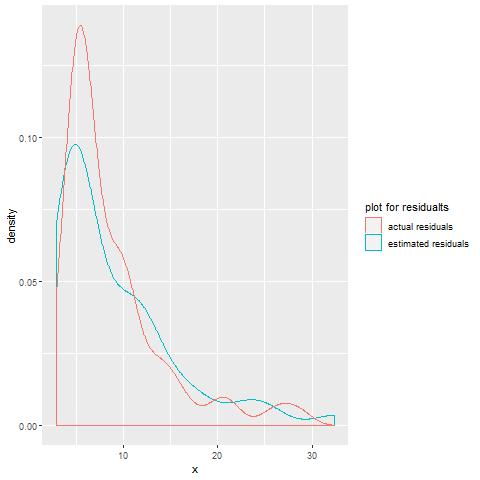 0.10
0.05
0.00
density
10
20
30
x
plot for residualts
actual residuals
estimated residuals